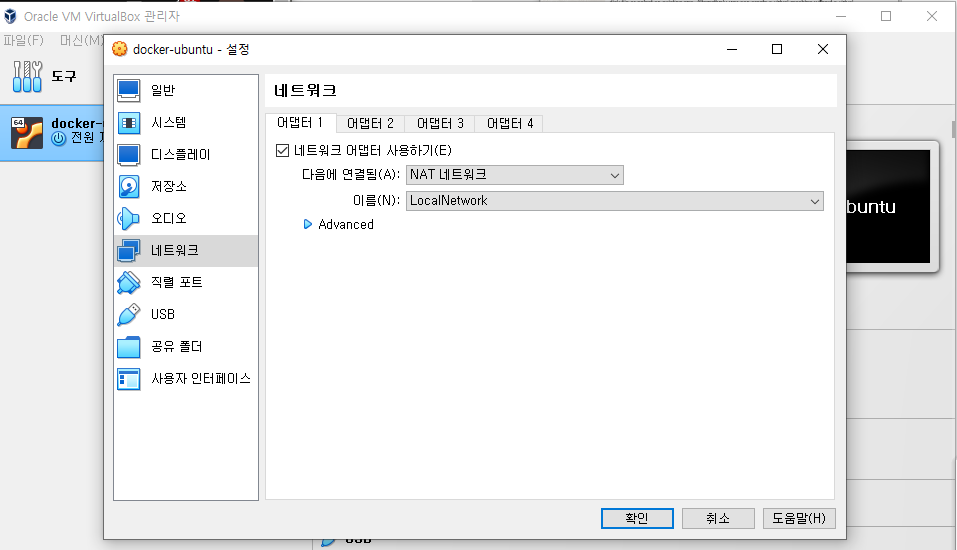 Oracle VM VirtualBox 관리자
파일(F) 머신(M)
도구
64 docker-
전원
docker-ubuntu - 설정
일반
시스템
디스플레이
저장소
오디오
네트워크
직렬 포트
USB
공유 폴더
사용자 인터페이스
네트워크
어댑터 1 어댑터 2 어댑터 3 어댑터 4
네트워크 어댑터 사용하기(E)
다음에 연결됨(A): NAT 네트워크
이름(N): LocalNetwork
Advanced
확인 취소 도움말(H)
buntu
USB